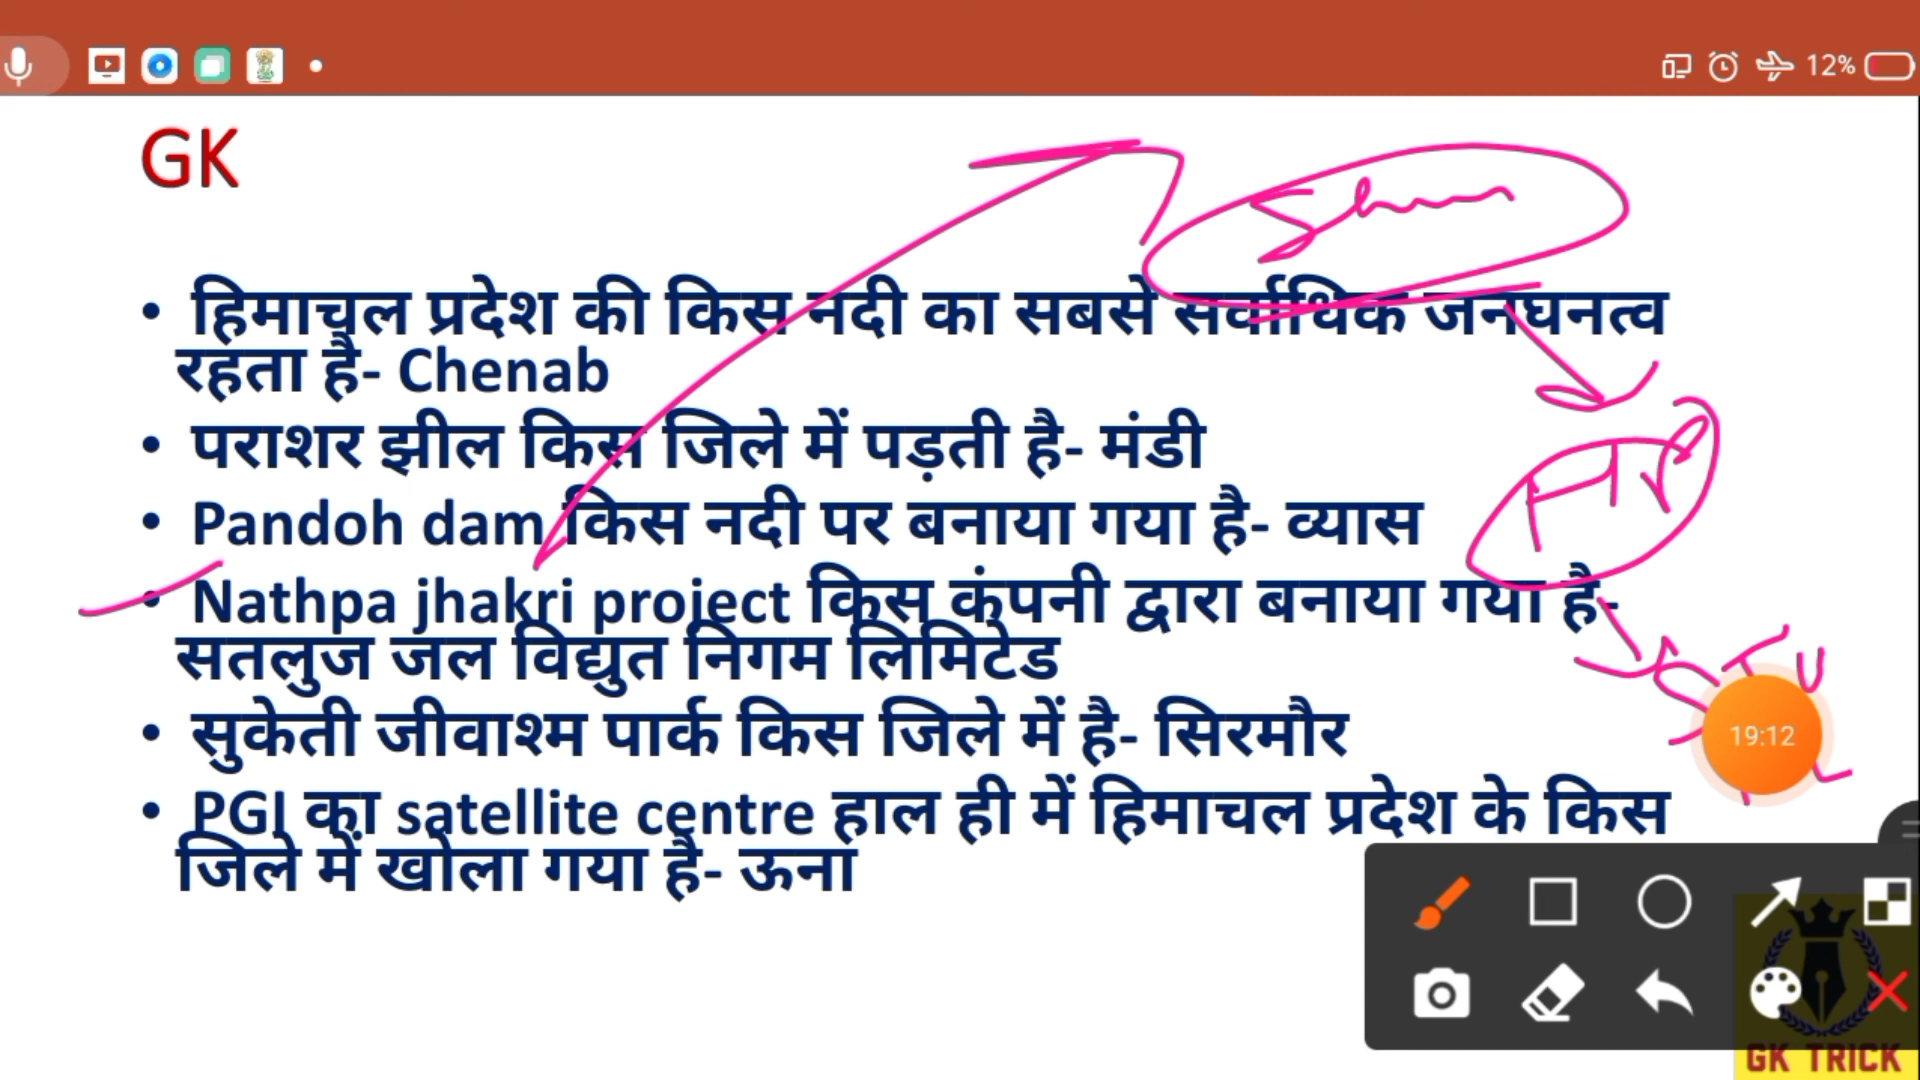 12%
GK
• हिमाचल प्रदेश की किस नदी का सबसे सर्वाधिक जनघनत्व
रहता है- Chenab
• पराशर झील किस जिले में पड़ती है- मंडी
• Pandoh dam किस नदी पर बनाया गया है- व्यास
• Nathpa jhakri project किस कंपनी द्वारा बनाया गया है-
सतलुज जल विद्युत निगम लिमिटेड
• सुकेती जीवाश्म पार्क किस जिले में है- सिरमौर
19:12
• PGI का satellite centre हाल ही में हिमाचल प्रदेश के किस
जिले में खोला गया है- ऊना
GK TRICK